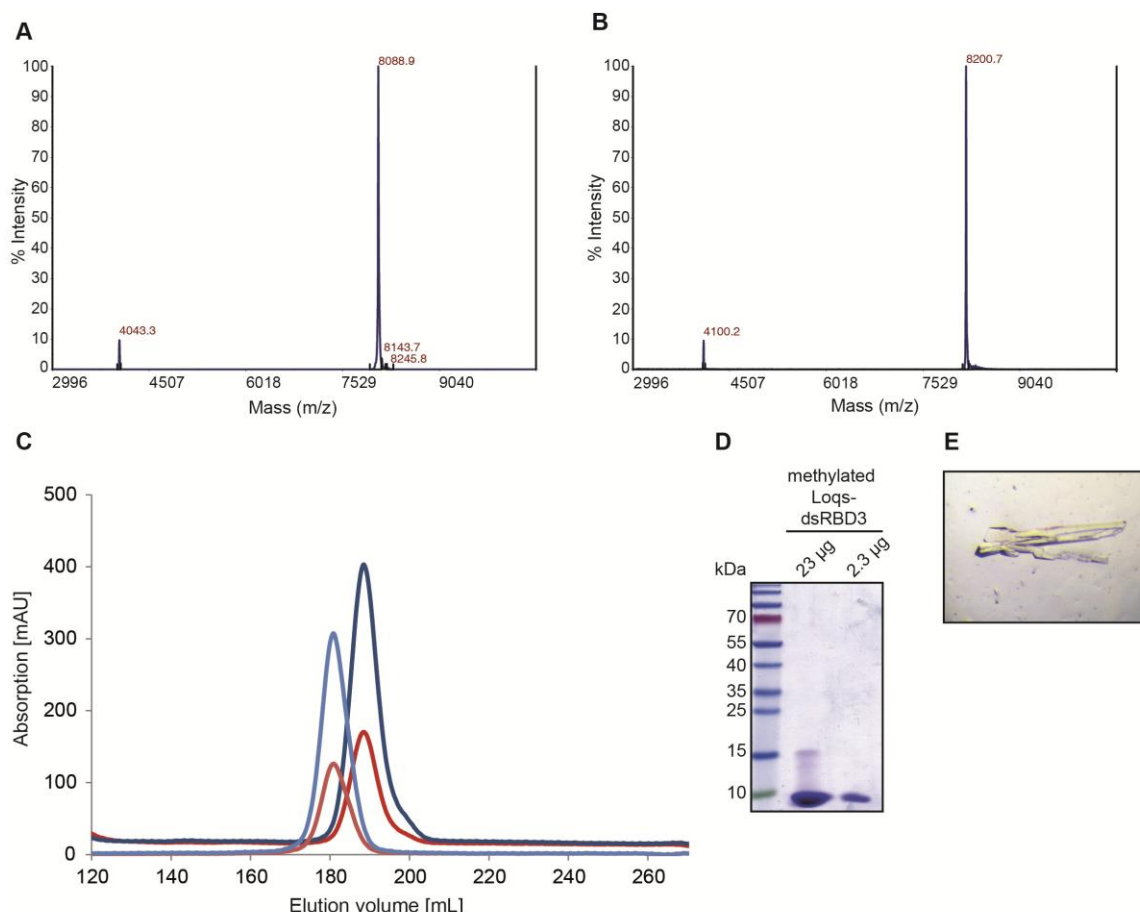 A
8088.9
100
90
80
70
60
50
40
30
20
10
0
% Intensity
4043.3
8143.7
8245.8
2996 4507 6018 7529 9040
Mass (m/z)
B
8200.7
100
90
80
70
60
50
40
30
20
10
0
% Intensity
4100.2
2996 4507 6018 7529 9040
Mass (m/z)
C
500
400
300
200
100
0
Absorption [mAU]
120 140 160 180 200 220 240 260
Elution volume [mL]
D
methylated
Loqs-
dsRBD3
23 µg 2.3 µg
kDa
70
55
40
35
25
15
10
E